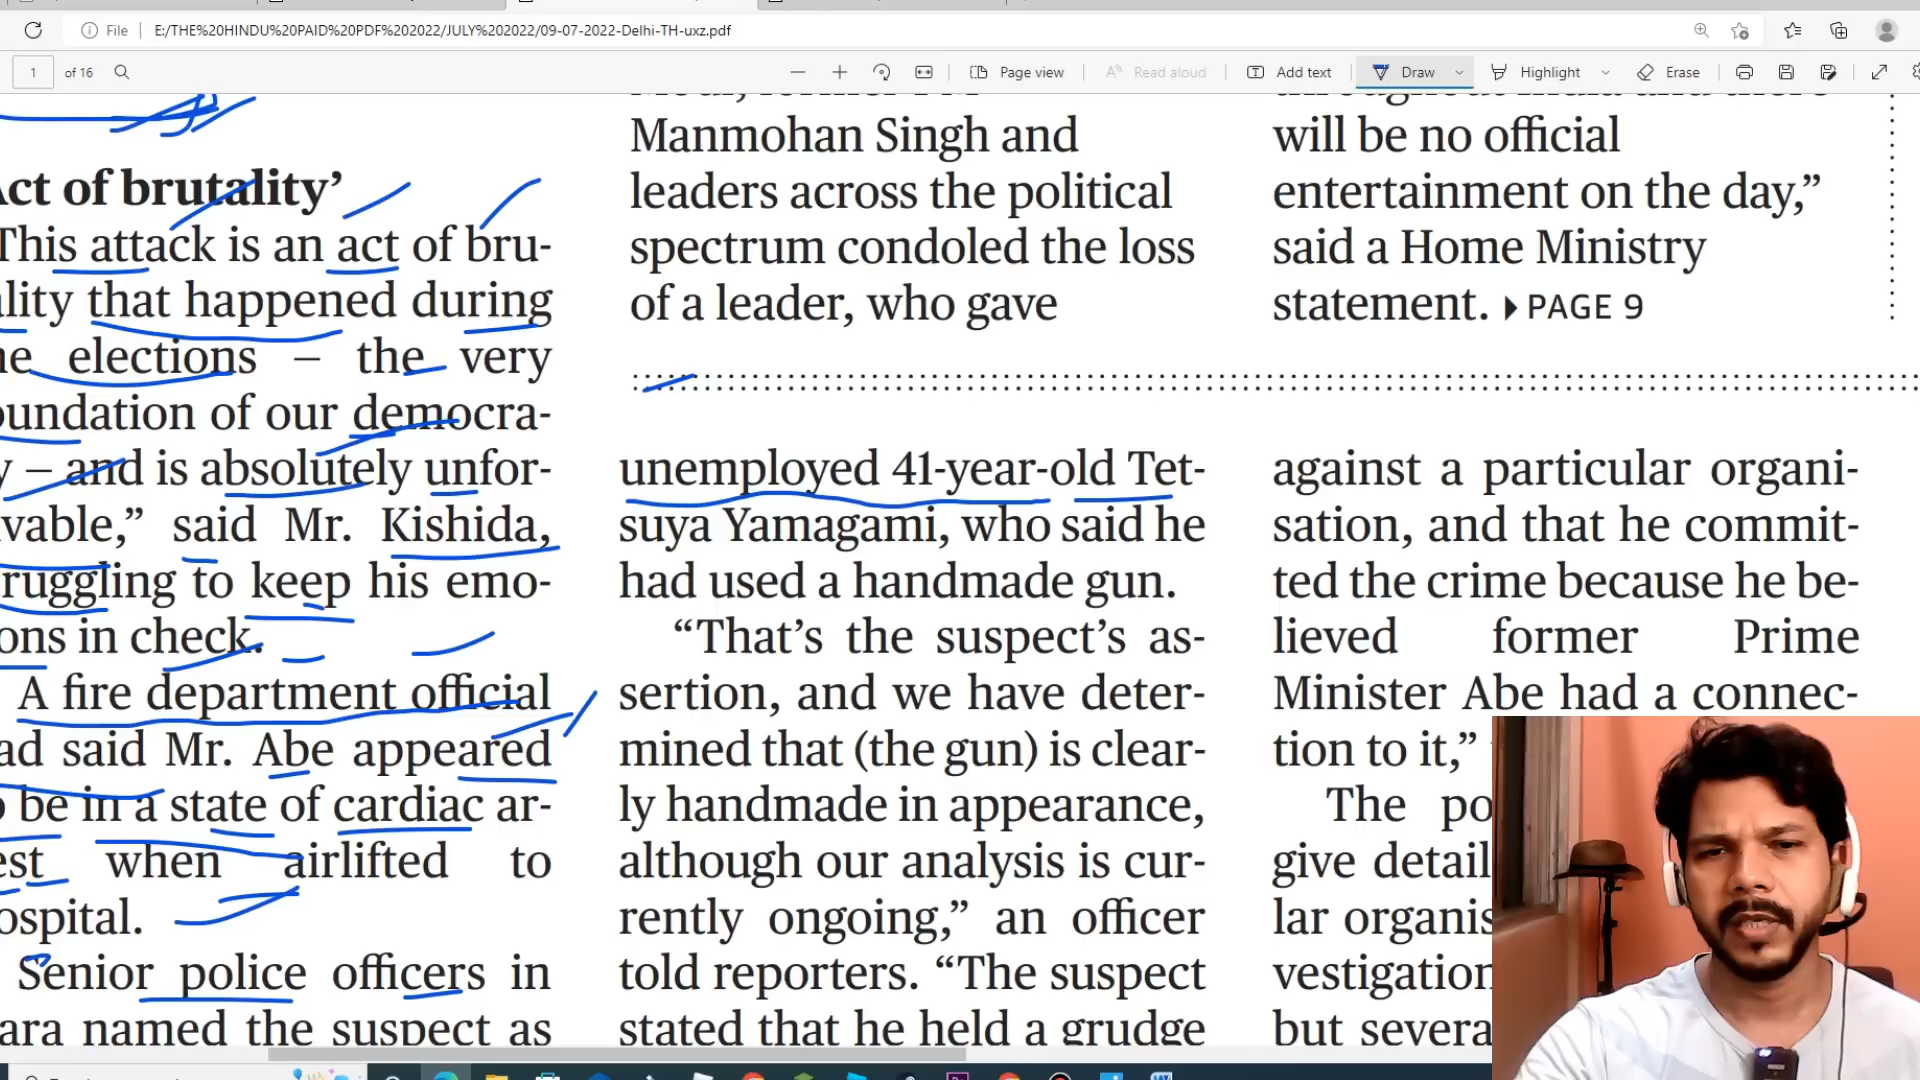 File
E:/THE%20HINDU%20PAID%20PDF%202022/JULY%202022/09-07-2022-Delhi-TH-uxz.pdf
1 of 16
Page view
Read aloud
Add text
Draw
Highlight
Erase
Act of brutality’
This attack is an act of bru-
ality that happened during
elections – the very
oundation of our democra-
y – and is absolutely unfor-
vable,” said Mr. Kishida,
ruggling to keep his emo-
ons in check.
A fire department official
ad said Mr. Abe appeared
be in a state of cardiac ar-
est when airlifted to
ospital.
Senior police officers in
ara named the suspect as
Manmohan Singh and
leaders across the political
spectrum condoled the loss
of a leader, who gave
unemployed 41-year-old Tet-
suya Yamagami, who said he
had used a handmade gun.
“That’s the suspect’s as-
sertion, and we have deter-
mined that (the gun) is clear-
ly handmade in appearance,
although our analysis is cur-
rently ongoing,” an officer
told reporters. “The suspect
stated that he held a grudge
throughout India and there
will be no official
entertainment on the day,”
said a Home Ministry
statement. PAGE 9
against a particular organi-
sation, and that he commit-
ted the crime because he be-
lieved former Prime
Minister Abe had a connec-
tion to it,”
The po
give detail
lar organis
vestigation
but severa